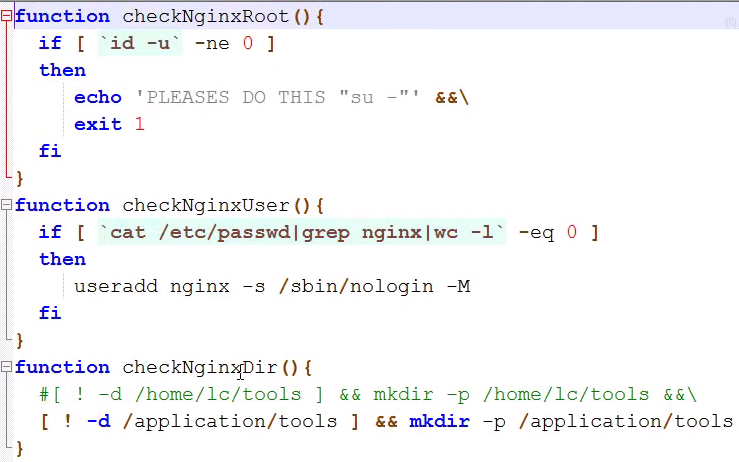 function checkNginxRoot(){
if [ `id -u` -ne 0 ]
then
echo 'PLEASES DO THIS "su -"' &&\
exit 1
fi
}
function checkNginxUser(){
if [ `cat /etc/passwd|grep nginx|wc -l` -eq 0 ]
then
useradd nginx -s /sbin/nologin -M
fi
}
function checkNginxDir(){
#[ ! -d /home/lc/tools ] && mkdir -p /home/lc/tools &&\
[ ! -d /application/tools ] && mkdir -p /application/tools
}